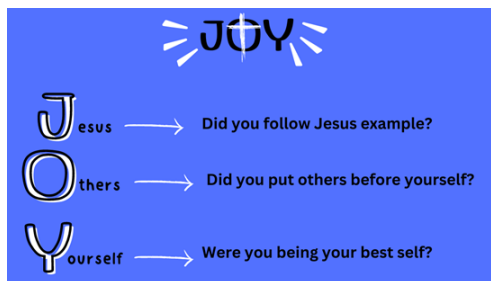 JOY
Jesus Did you follow Jesus example?
Others Did you put others before yourself?
Yourself Were you being your best self?